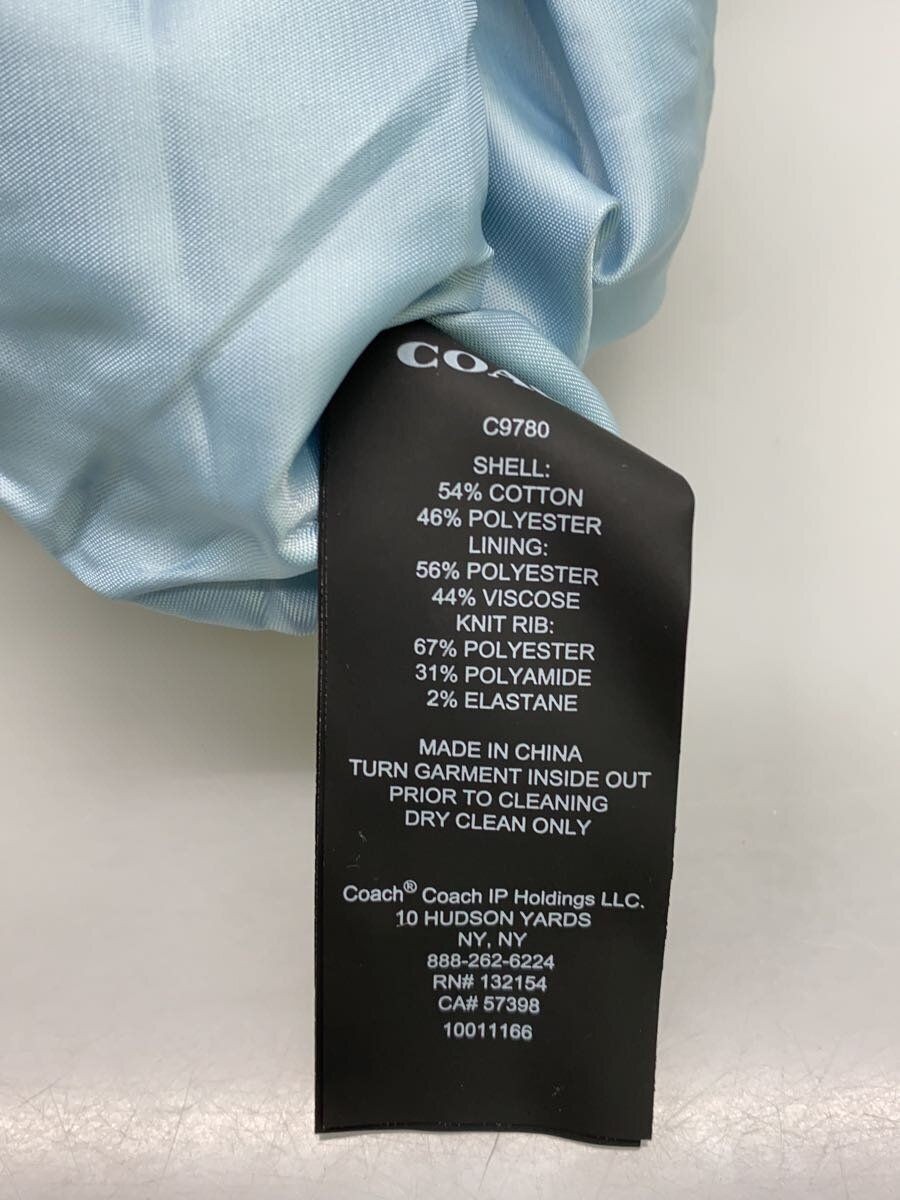 COA
C9780
SHELL:
54% COTTON
46% POLYESTER
LINING:
56% POLYESTER
44% VISCOSE
KNIT RIB:
67% POLYESTER
31% POLYAMIDE
2% ELASTANE
MADE IN CHINA
TURN GARMENT INSIDE OUT
PRIOR TO CLEANING
DRY CLEAN ONLY
Coach® Coach IP Holdings LLC.
10 HUDSON YARDS
NY, NY
888-262-6224
RN# 132154
CA# 57398
10011166